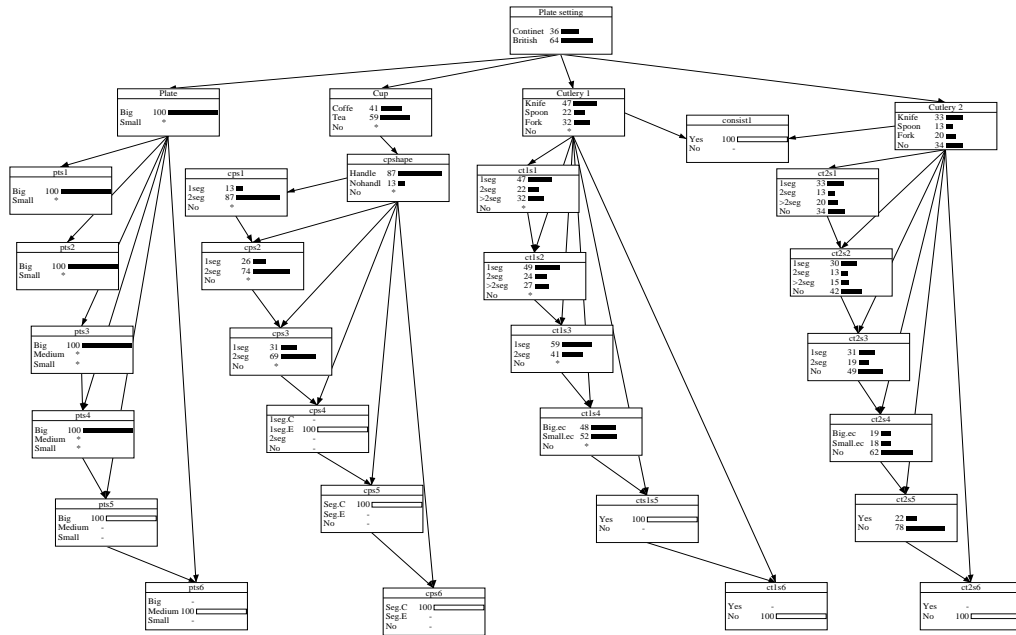 Plate setting
Continet 36
British 64
Plate
Big 100
Small *
Cup
Coffe 41
Tea 59
No *
Cutlery 1
Knife 47
Spoon 22
Fork 32
No *
consist1
Yes 100
No -
Cutlery 2
Knife 33
Spoon 13
Fork 20
No 34
pts1
Big 100
Small *
cps1
1seg 13
2seg 87
No *
cpshape
Handle 87
Nohandl 13
No *
ct1s1
1seg 47
2seg 22
>2seg 32
No *
ct2s1
1seg 33
2seg 13
>2seg 20
No 34
pts2
Big 100
Small *
cps2
1seg 26
2seg 74
No *
ct1s2
1seg 49
2seg 24
>2seg 27
No *
ct2s2
1seg 30
2seg 13
>2seg 15
No 42
pts3
Big 100
Medium *
Small *
cps3
1seg 31
2seg 69
No *
ct1s3
1seg 59
2seg 41
No *
ct2s3
1seg 31
2seg 19
No 49
pts4
Big 100
Medium *
Small *
cps4
1seg.C -
1seg.E 100
2seg -
No -
ct1s4
Big.ec 48
Small.ec 52
No *
ct2s4
Big.ec 19
Small.ec 18
No 62
pts5
Big 100
Medium -
Small -
cps5
Seg.C 100
Seg.E -
No -
cts1s5
Yes 100
No -
ct2s5
Yes 22
No 78
pts6
Big -
Medium 100
Small -
cps6
Seg.C 100
Seg.E -
No -
ct1s6
Yes -
No 100
ct2s6
Yes -
No 100